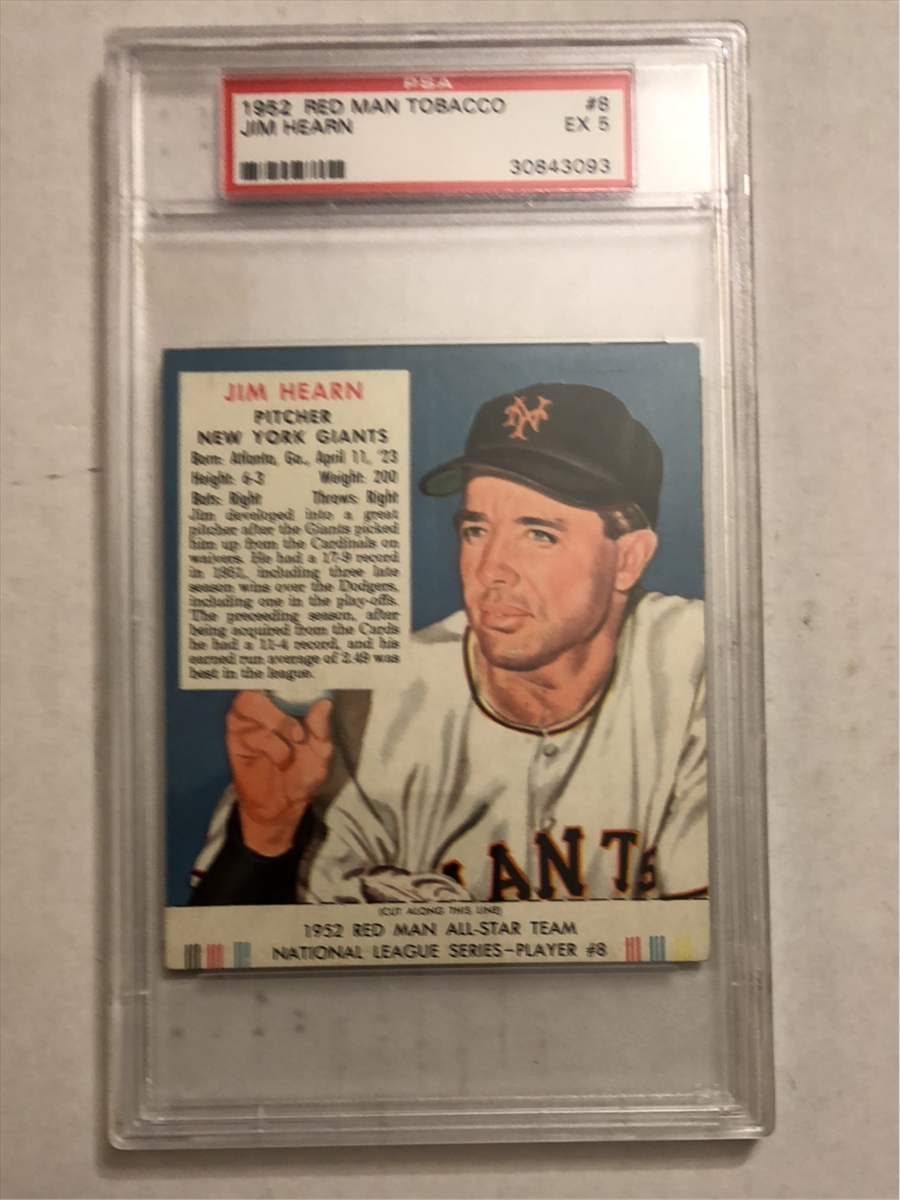 PSA
1952 RED MAN TOBACCO #8
JIM HEARN EX 5
30843093
JIM HEARN
PITCHER
NEW YORK GIANTS
Born: Atlanta, Ga., April 11, '23
Height: 6-3 Weight: 200
Bats: Right Throws: Right
Jim developed into a great
pitcher after the Giants picked
him up from the Cardinals on
waivers. He had a 17-9 record
in 1951, including three late
season wins over the Dodgers,
including one in the play-offs.
The preceeding season, after
being acquired from the Cards
he had a 11-4 record, and his
earned run average of 2.49 was
best in the league.
NY
IANTS
(CUT ALONG THIS LINE)
1952 RED MAN ALL-STAR TEAM
NATIONAL LEAGUE SERIES–PLAYER #8